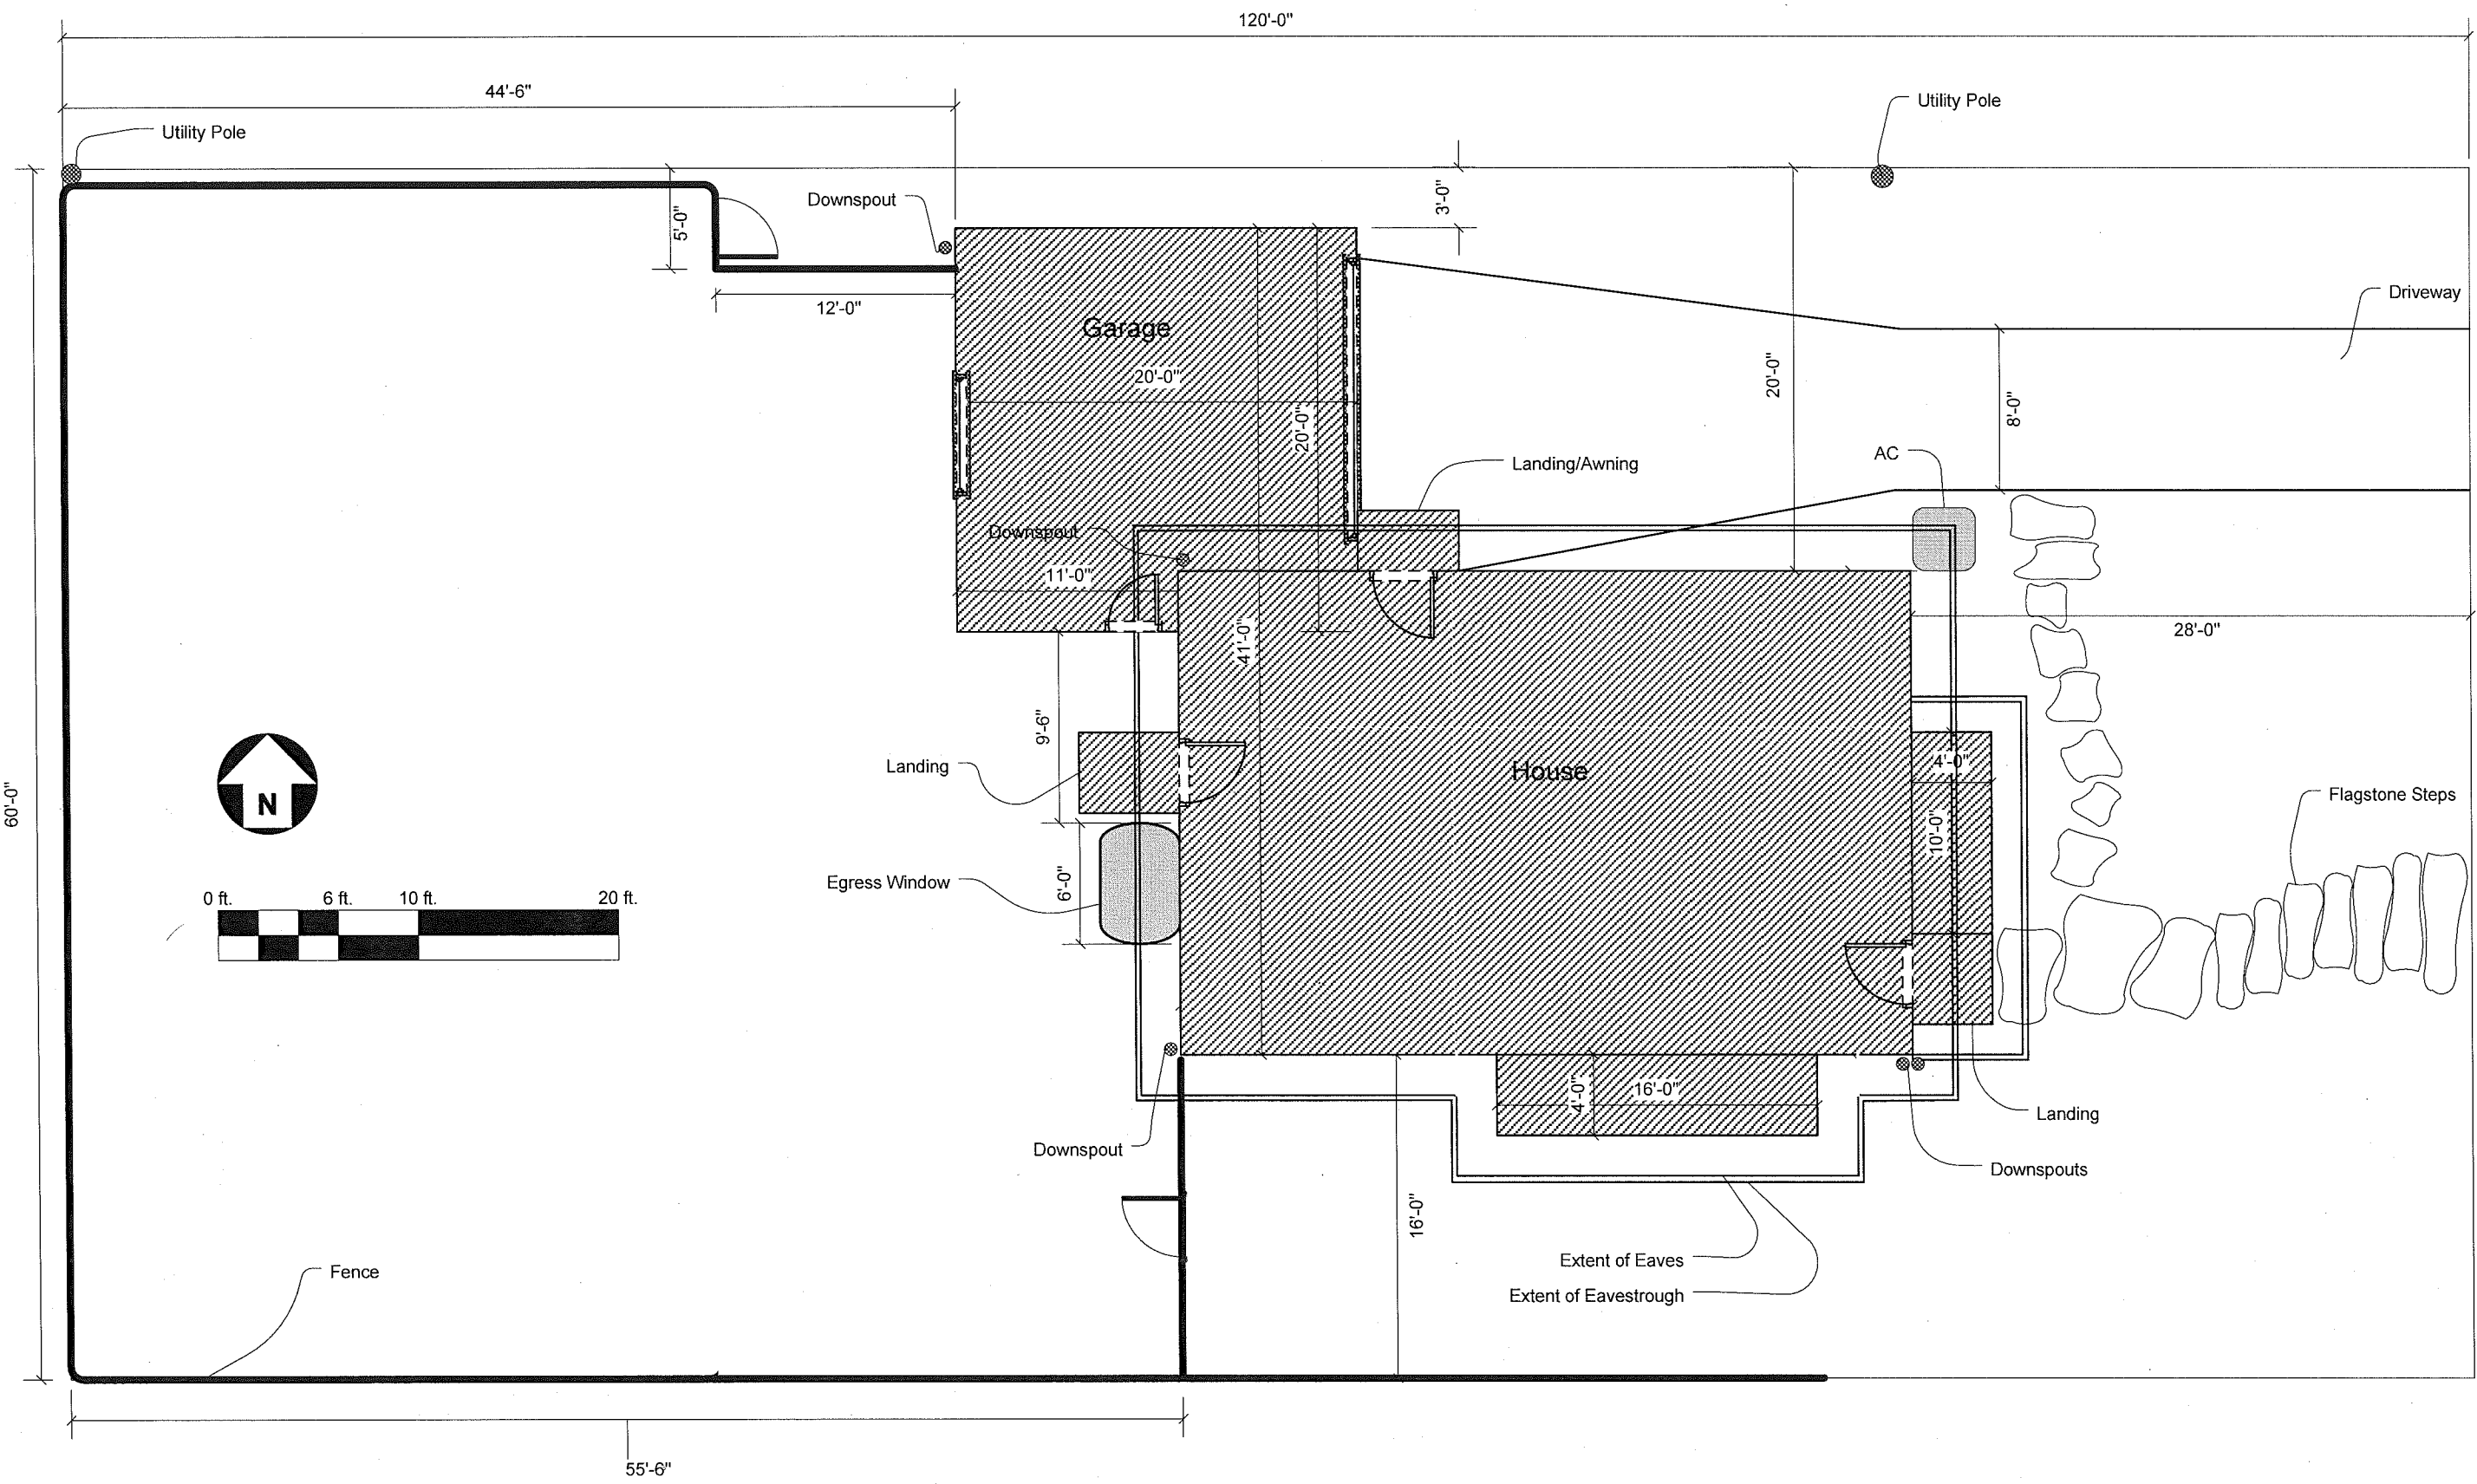 120'-0"
44'-6"
Utility Pole
Utility Pole
Downspout
5'-0"
3'-0"
12'-0"
Driveway
Garage
20'-0"
20'-0"
20'-0"
8'-0"
AC
Landing/Awning
Downspout
11'-0"
41'-0"
28'-0"
9'-6"
Landing
House
4'-0"
10'-0"
Flagstone Steps
60'-0"
N
Egress Window
6'-0"
0 ft. 6 ft. 10 ft. 20 ft.
4'-0"
16'-0"
Landing
Downspout
Downspouts
16'-0"
Extent of Eaves
Extent of Eavestrough
Fence
55'-6"